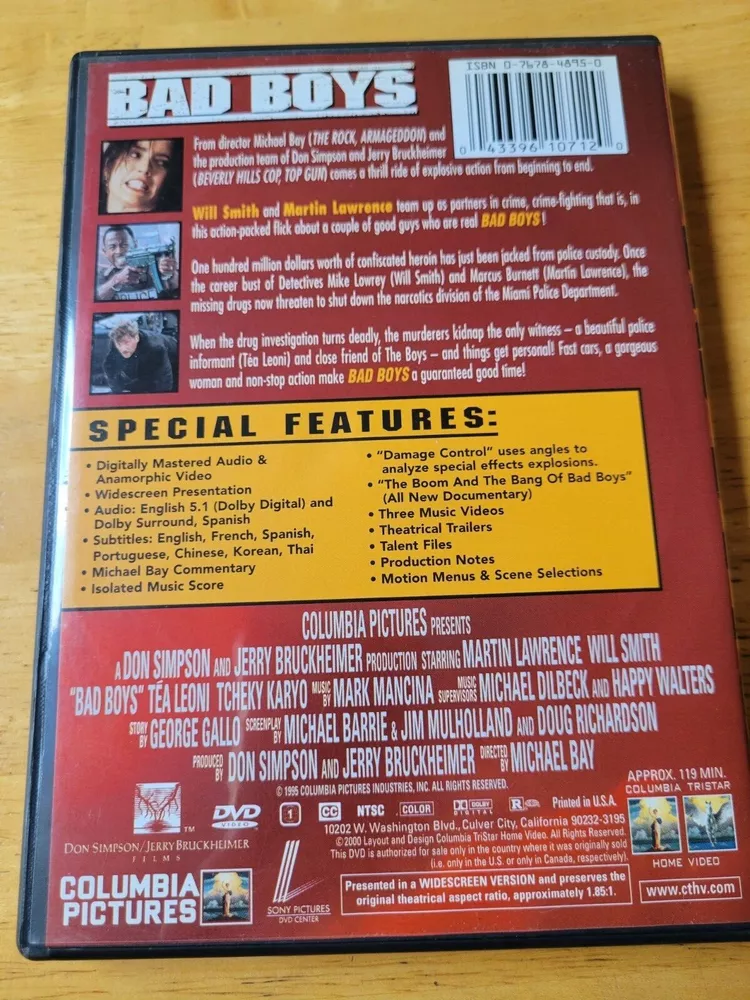 BAD BOYS
ISBN 0-7678-4895-0
0 43396 10712 0
From director Michael Bay (THE ROCK, ARMAGEDDON) and
the production team of Don Simpson and Jerry Bruckheimer
(BEVERLY HILLS COP, TOP GUN) comes a thrill ride of explosive action from beginning to end.
Will Smith and Martin Lawrence team up as partners in crime, crime-fighting that is, in
this action-packed flick about a couple of good guys who are real BAD BOYS!
One hundred million dollars worth of confiscated heroin has just been jacked from police custody. Once
the career bust of Detectives Mike Lowrey (Will Smith) and Marcus Burnett (Martin Lawrence), the
missing drugs now threaten to shut down the narcotics division of the Miami Police Department.
When the drug investigation turns deadly, the murderers kidnap the only witness – a beautiful police
informant (Téa Leoni) and close friend of The Boys – and things get personal! Fast cars, a gorgeous
woman and non-stop action make BAD BOYS a guaranteed good time!
SPECIAL FEATURES:
• Digitally Mastered Audio &
Anamorphic Video
• Widescreen Presentation
• Audio: English 5.1 (Dolby Digital) and
Dolby Surround, Spanish
• Subtitles: English, French, Spanish,
Portuguese, Chinese, Korean, Thai
• Michael Bay Commentary
• Isolated Music Score
• "Damage Control" uses angles to
analyze special effects explosions.
• "The Boom And The Bang Of Bad Boys"
(All New Documentary)
• Three Music Videos
• Theatrical Trailers
• Talent Files
• Production Notes
• Motion Menus & Scene Selections
COLUMBIA PICTURES PRESENTS
A DON SIMPSON AND JERRY BRUCKHEIMER PRODUCTION STARRING MARTIN LAWRENCE WILL SMITH
"BAD BOYS" TÉA LEONI TCHEKY KARYO MUSIC BY MARK MANCINA MUSIC SUPERVISORS MICHAEL DILBECK AND HAPPY WALTERS
STORY BY GEORGE GALLO SCREENPLAY BY MICHAEL BARRIE & JIM MULHOLLAND AND DOUG RICHARDSON
PRODUCED BY DON SIMPSON AND JERRY BRUCKHEIMER DIRECTED BY MICHAEL BAY
© 1995 COLUMBIA PICTURES INDUSTRIES, INC. ALL RIGHTS RESERVED.
APPROX. 119 MIN.
COLUMBIA TRISTAR
HOME VIDEO
www.cthv.com
DON SIMPSON/JERRY BRUCKHEIMER
FILMS
DVD
VIDEO
1
CC
NTSC
COLOR
DOLBY
DIGITAL
R
Printed in U.S.A.
10202 W. Washington Blvd., Culver City, California 90232-3195
©2000 Layout and Design Columbia TriStar Home Video. All Rights Reserved.
This DVD is authorized for sale only in the country where it was originally sold
(i.e. only in the U.S. or only in Canada, respectively).
COLUMBIA
PICTURES
SONY PICTURES
DVD CENTER
Presented in a WIDESCREEN VERSION and preserves the
original theatrical aspect ratio, approximately 1.85:1.